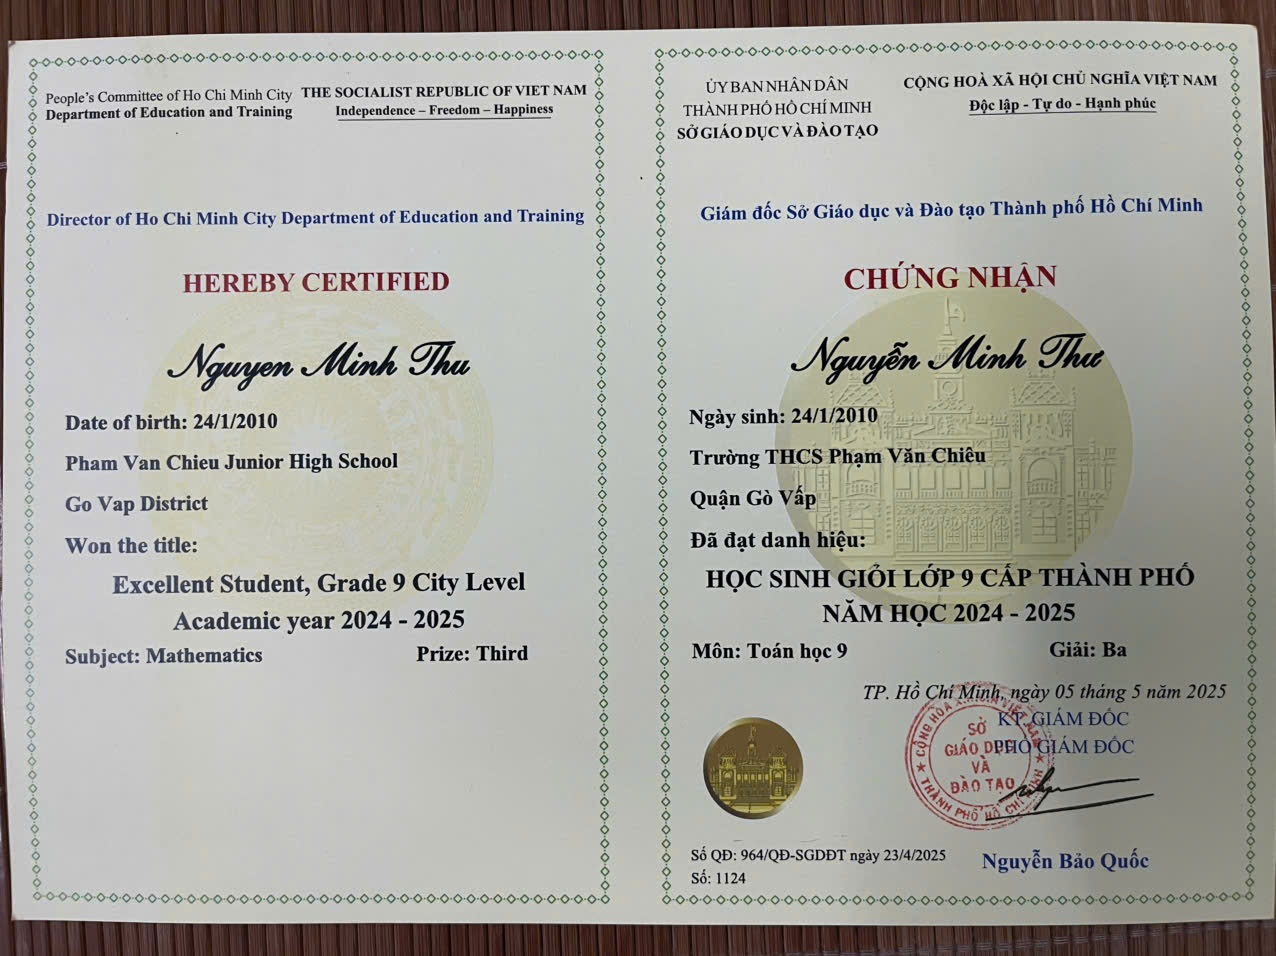 People's Committee of Ho Chi Minh City
Department of Education and Training
THE SOCIALIST REPUBLIC OF VIET NAM
Independence – Freedom – Happiness
Director of Ho Chi Minh City Department of Education and Training
HEREBY CERTIFIED
Nguyen Minh Thu
Date of birth: 24/1/2010
Pham Van Chieu Junior High School
Go Vap District
Won the title:
Excellent Student, Grade 9 City Level
Academic year 2024 - 2025
Subject: Mathematics
Prize: Third
ỦY BAN NHÂN DÂN
THÀNH PHỐ HỒ CHÍ MINH
SỞ GIÁO DỤC VÀ ĐÀO TẠO
CỘNG HOÀ XÃ HỘI CHỦ NGHĨA VIỆT NAM
Độc lập - Tự do - Hạnh phúc
Giám đốc Sở Giáo dục và Đào tạo Thành phố Hồ Chí Minh
CHỨNG NHẬN
Nguyễn Minh Thư
Ngày sinh: 24/1/2010
Trường THCS Phạm Văn Chiêu
Quận Gò Vấp
Đã đạt danh hiệu:
HỌC SINH GIỎI LỚP 9 CẤP THÀNH PHỐ
NĂM HỌC 2024 - 2025
Môn: Toán học 9
Giải: Ba
TP. Hồ Chí Minh, ngày 05 tháng 5 năm 2025
KT. GIÁM ĐỐC
PHÓ GIÁM ĐỐC
SỞ
GIÁO DỤC
VÀ
ĐÀO TẠO
THÀNH PHỐ HỒ CHÍ MINH
Nguyễn Bảo Quốc
Số QĐ: 964/QĐ-SGDĐT ngày 23/4/2025
Số: 1124